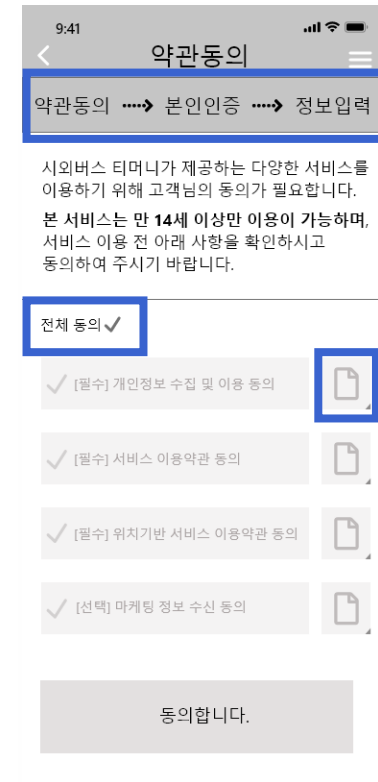 9:41
약관동의
약관동의 본인인증 정보입력
시외버스 티머니가 제공하는 다양한 서비스를
이용하기 위해 고객님의 동의가 필요합니다.
본 서비스는 만 14세 이상만 이용이 가능하며,
서비스 이용 전 아래 사항을 확인하시고
동의하여 주시기 바랍니다.
전체 동의
[필수] 개인정보 수집 및 이용 동의
[필수] 서비스 이용약관 동의
[필수] 위치기반 서비스 이용약관 동의
[선택] 마케팅 정보 수신 동의
동의합니다.